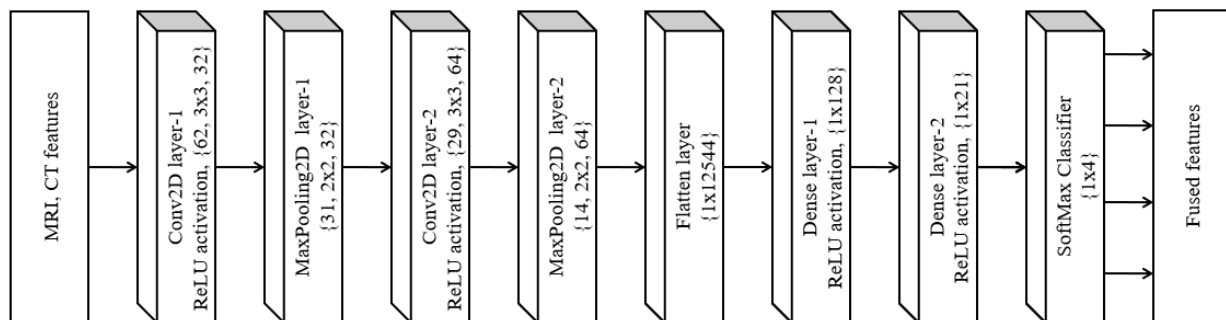 MRI, CT features
Conv2D layer-1
ReLU activation, {62, 3x3, 32}
MaxPooling2D layer-1
{31, 2x2, 32}
Conv2D layer-2
ReLU activation, {29, 3x3, 64}
MaxPooling2D layer-2
{14, 2x2, 64}
Flatten layer
{1x12544}
Dense layer-1
ReLU activation, {1x128}
Dense layer-2
ReLU activation, {1x21}
SoftMax Classifier
{1x4}
Fused features